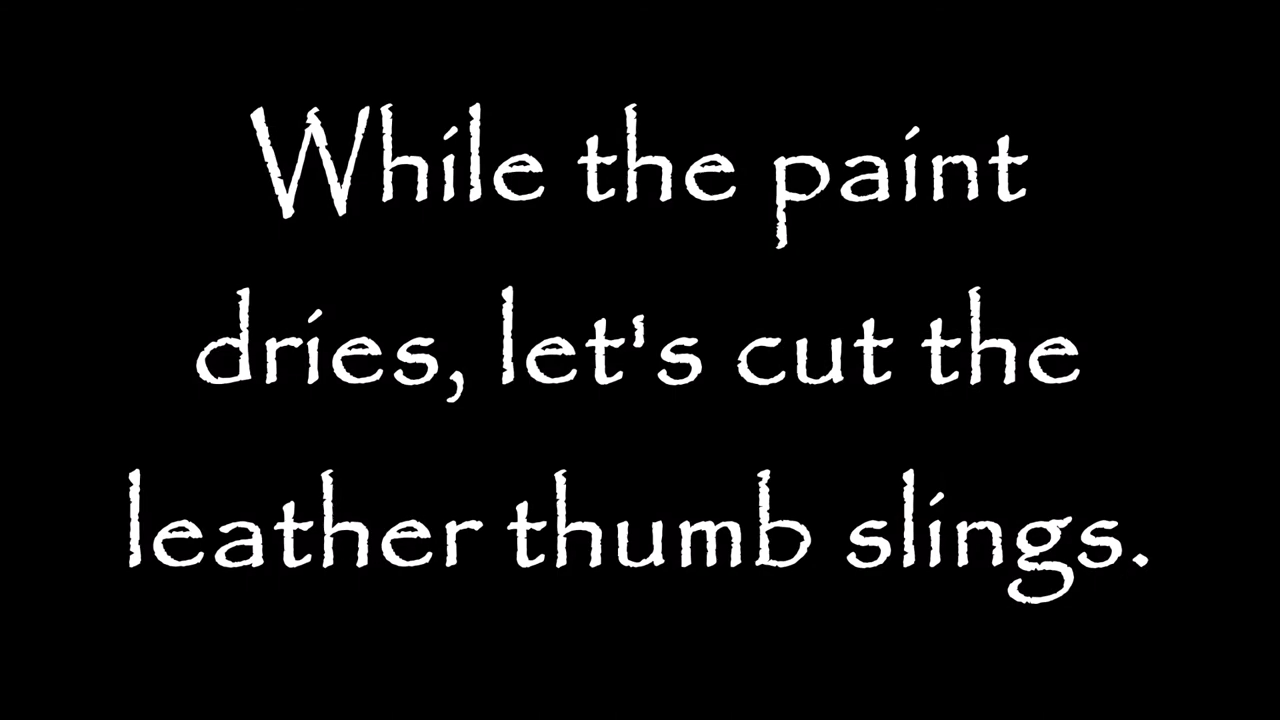 While the paint
dries, let's cut the
leather thumb slings.